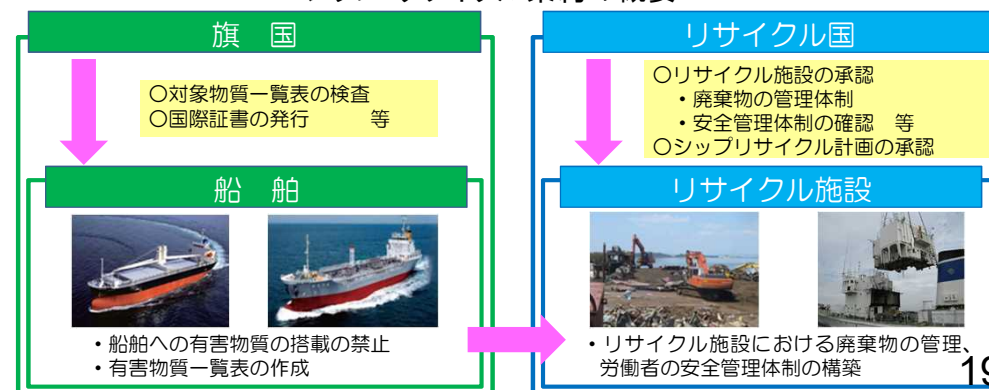 旗 国
〇対象物質一覧表の検査
〇国際証書の発行 等
船 舶
・船舶への有害物質の搭載の禁止
・有害物質一覧表の作成
リサイクル国
〇リサイクル施設の承認
・廃棄物の管理体制
・安全管理体制の確認 等
〇シップリサイクル計画の承認
リサイクル施設
・リサイクル施設における廃棄物の管理、
労働者の安全管理体制の構築